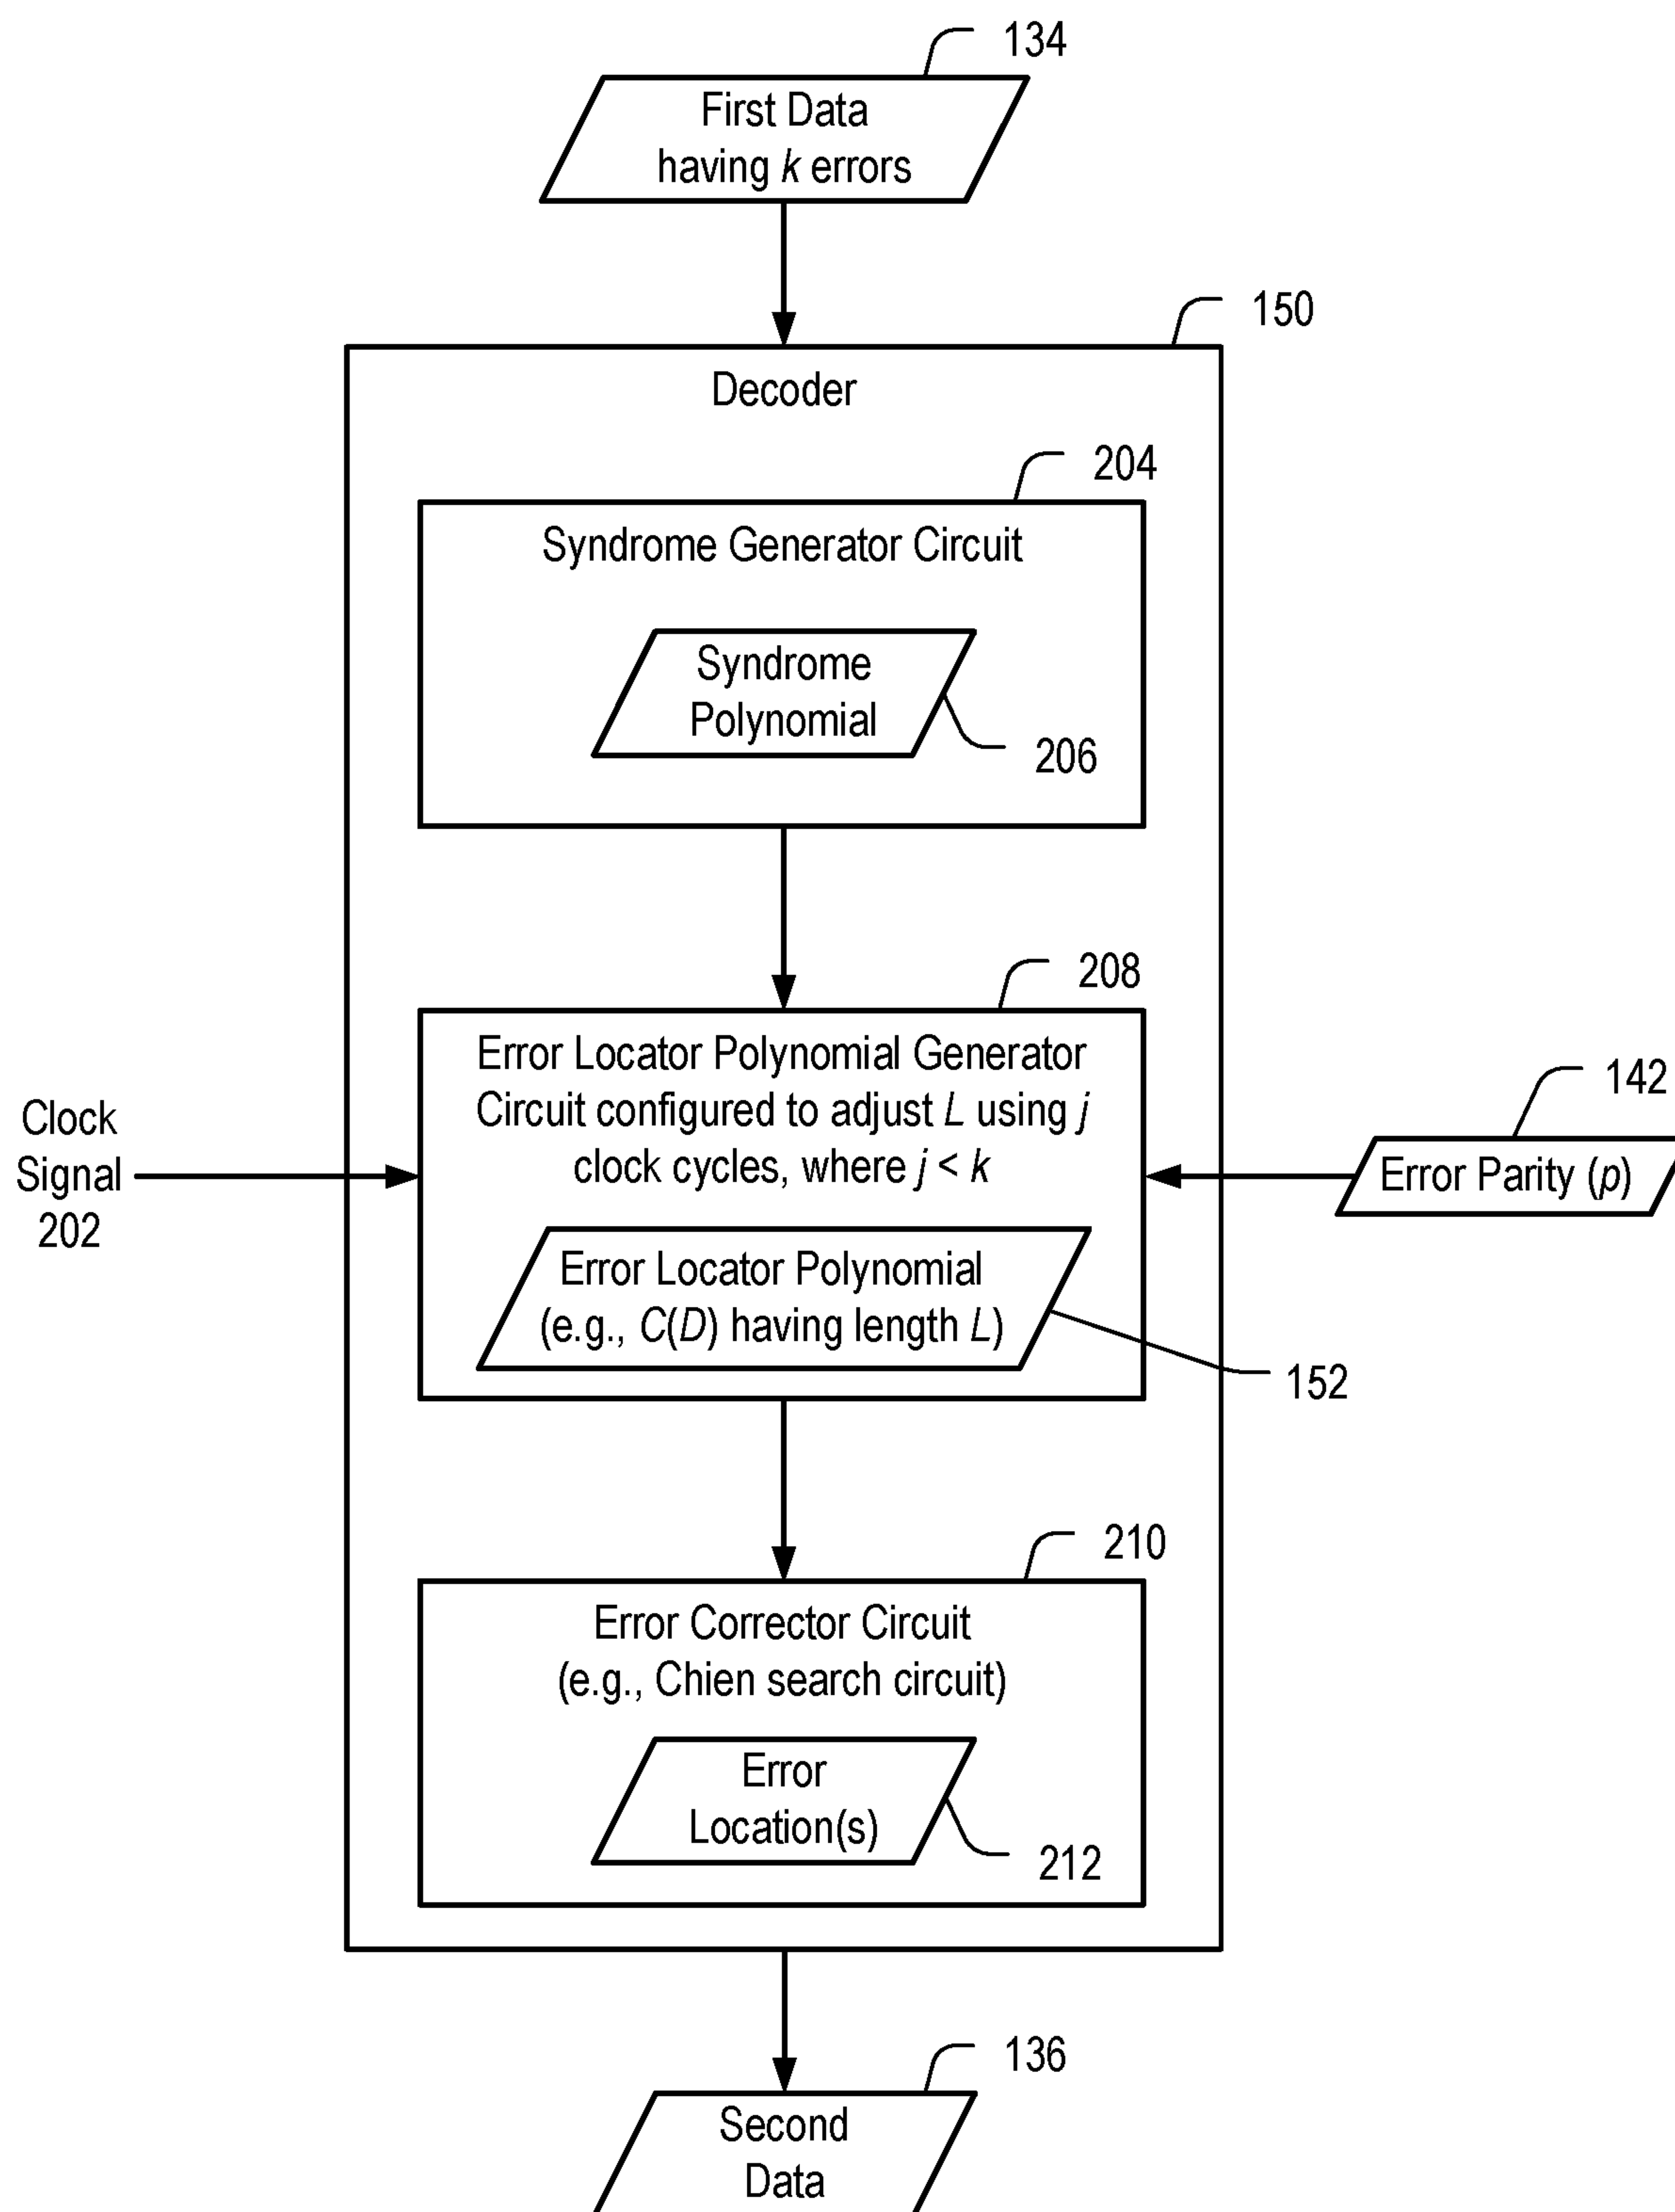 134
First Data
having k errors
150
Decoder
204
Syndrome Generator Circuit
Syndrome
Polynomial
206
208
Error Locator Polynomial Generator
Circuit configured to adjust L using j
clock cycles, where j < k
Clock
Signal
202
142
Error Parity (p)
Error Locator Polynomial
(e.g., C(D) having length L)
152
210
Error Corrector Circuit
(e.g., Chien search circuit)
Error
Location(s)
212
136
Second
Data